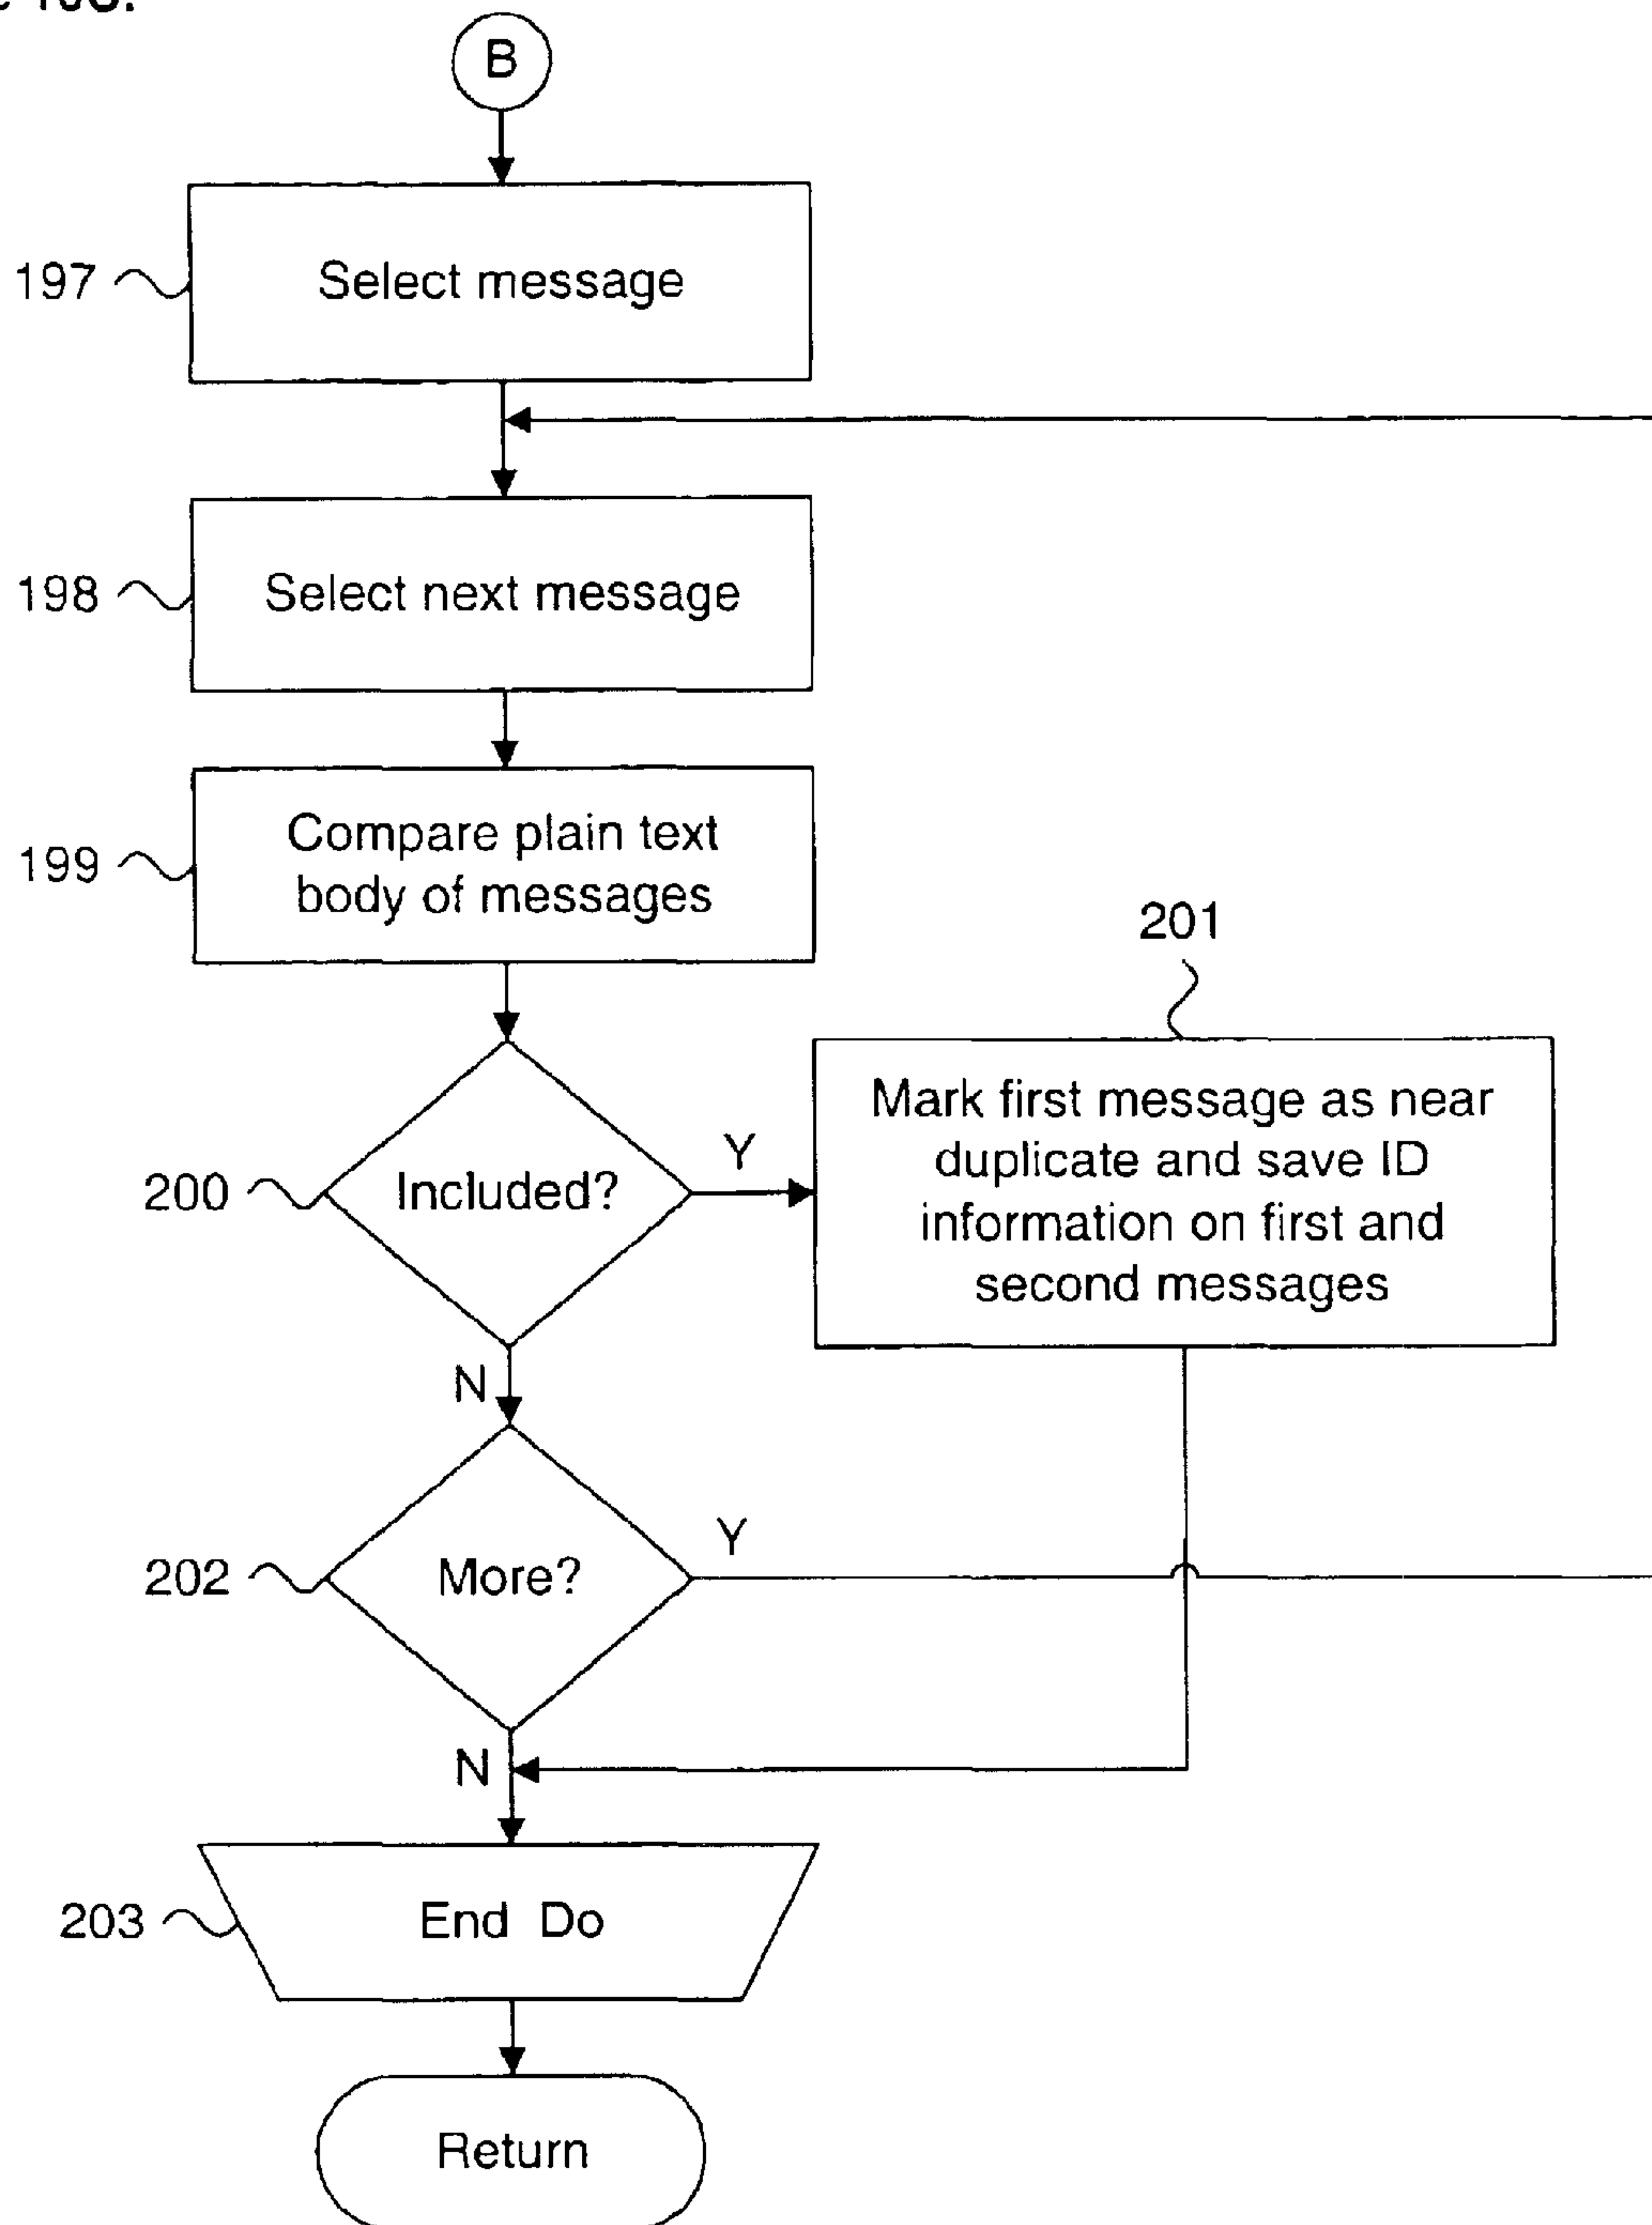 B
197
Select message
198
Select next message
199
Compare plain text
body of messages
201
200
Included?
Y
Mark first message as near
duplicate and save ID
information on first and
second messages
N
202
More?
Y
N
203
End Do
Return